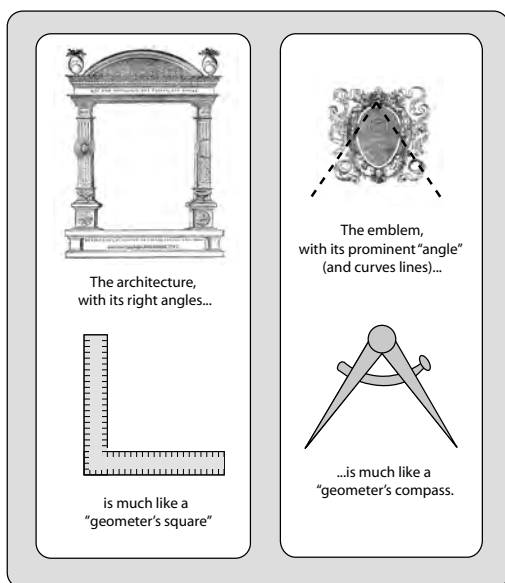 The architecture,
with its right angles...
is much like a
"geometer's square"
The emblem,
with its prominent "angle"
(and curves lines)...
...is much like a
"geometer's compass.